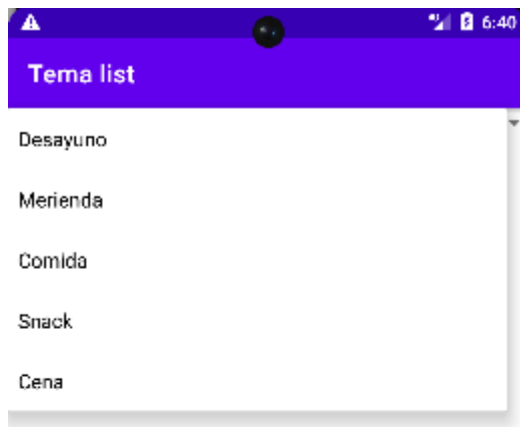 6:40
Tema list
Desayuno
Merienda
Comida
Snack
Cena